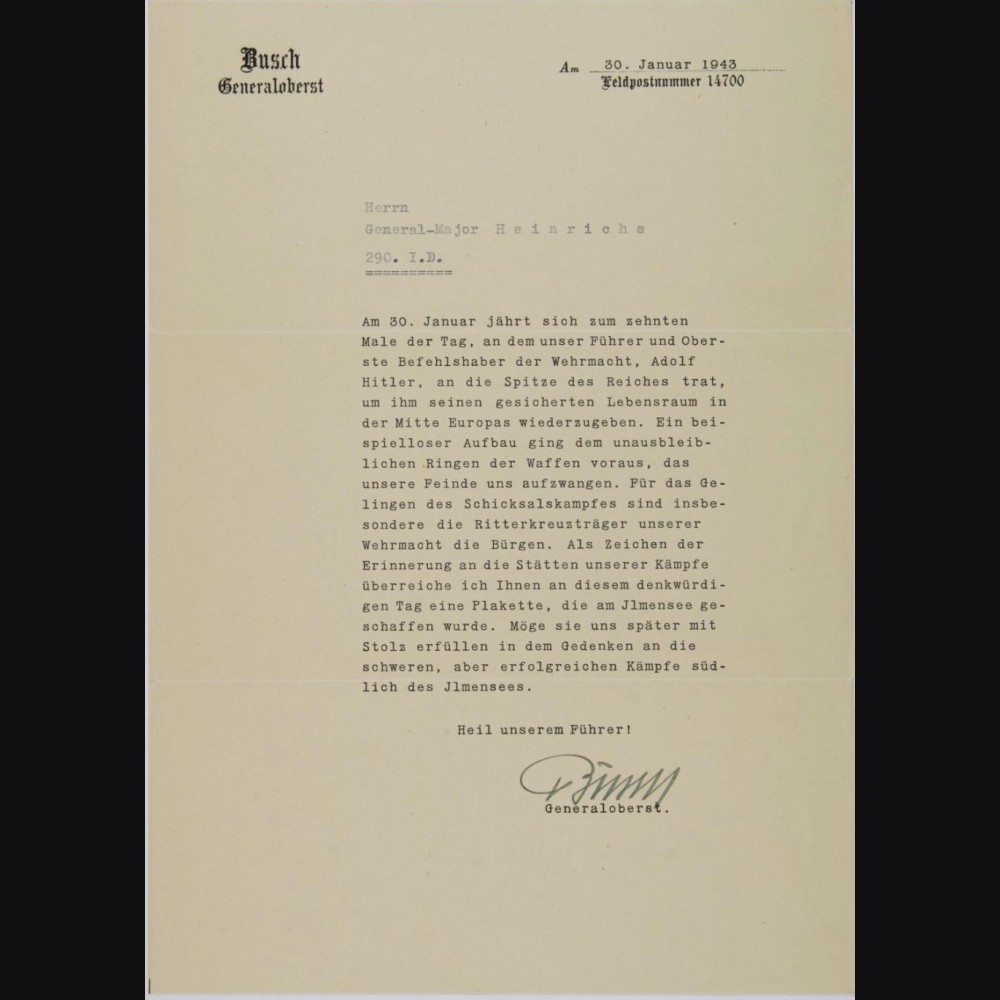 Busch
Generaloberst
Am 30. Januar 1943
Feldpostnummer 14700
Herrn
General-Major H e i n r i c h s
290. I.D.
==========
Am 30. Januar jährt sich zum zehnten
Male der Tag, an dem unser Führer und Ober-
ste Befehlshaber der Wehrmacht, Adolf
Hitler, an die Spitze des Reiches trat,
um ihm seinen gesicherten Lebensraum in
der Mitte Europas wiederzugeben. Ein bei-
spielloser Aufbau ging dem unausbleib-
lichen Ringen der Waffen voraus, das
unsere Feinde uns aufzwangen. Für das Ge-
lingen des Schicksalskampfes sind insbe-
sondere die Ritterkreuzträger unserer
Wehrmacht die Bürgen. Als Zeichen der
Erinnerung an die Stätten unserer Kämpfe
überreiche ich Ihnen an diesem denkwürdi-
gen Tag eine Plakette, die am Jlmensee ge-
schaffen wurde. Möge sie uns später mit
Stolz erfüllen in dem Gedenken an die
schweren, aber erfolgreichen Kämpfe süd-
lich des Jlmensees.
Heil unserem Führer!
Busch
Generaloberst.